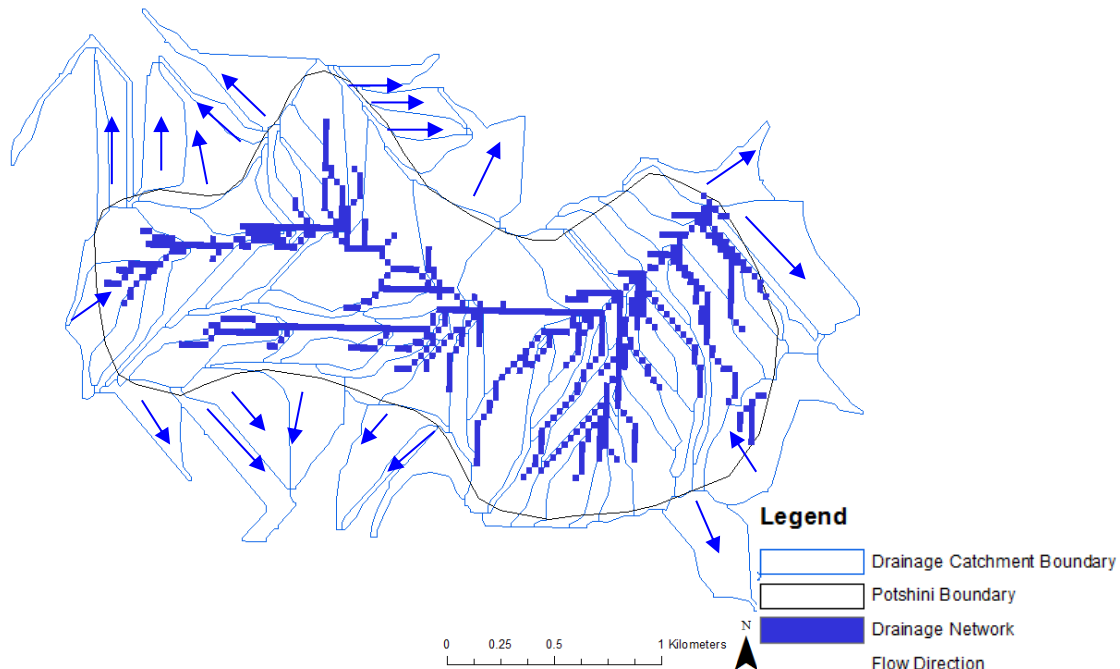 Legend
Drainage Catchment Boundary
Potshini Boundary
Drainage Network
Flow Direction
N
0 0.25 0.5 1 Kilometers